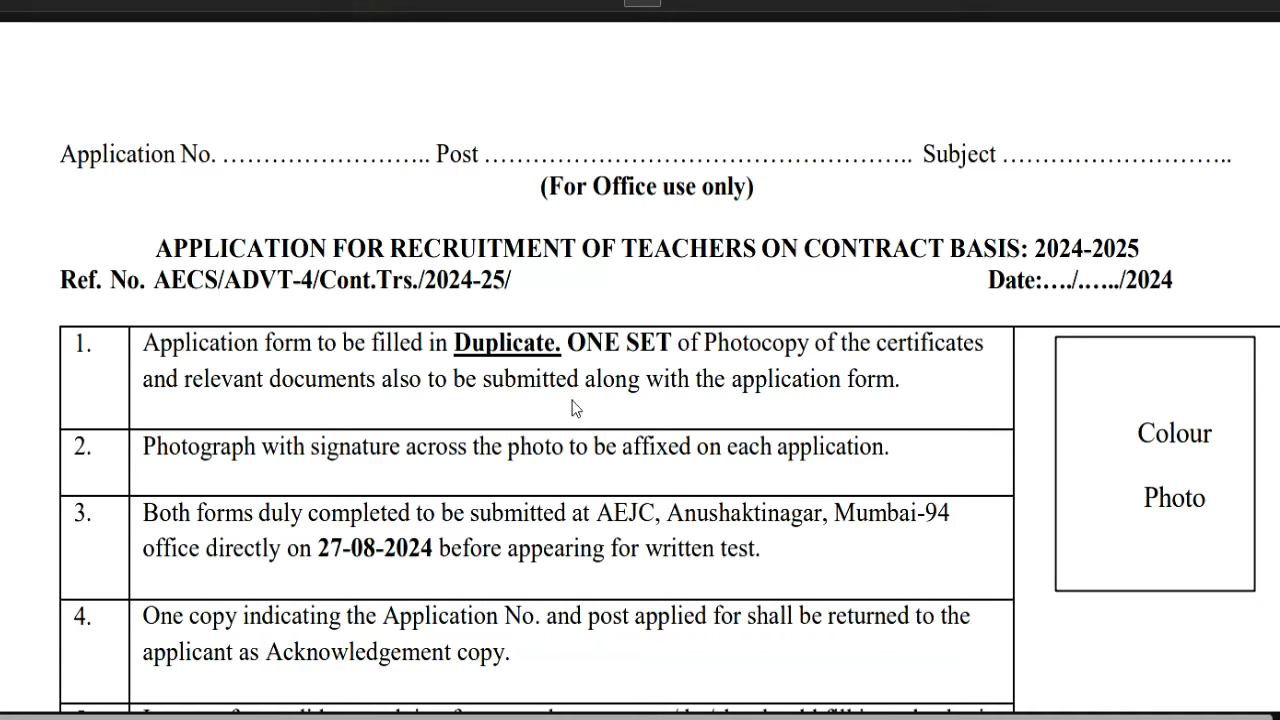 Application No. …………………….. Post …………………………………………….. Subject ………………………..
(For Office use only)
APPLICATION FOR RECRUITMENT OF TEACHERS ON CONTRACT BASIS: 2024-2025
Ref. No. AECS/ADVT-4/Cont.Trs./2024-25/ Date:…./.…../2024
1. Application form to be filled in Duplicate. ONE SET of Photocopy of the certificates
and relevant documents also to be submitted along with the application form.
Colour
Photo
2. Photograph with signature across the photo to be affixed on each application.
3. Both forms duly completed to be submitted at AEJC, Anushaktinagar, Mumbai-94
office directly on 27-08-2024 before appearing for written test.
4. One copy indicating the Application No. and post applied for shall be returned to the
applicant as Acknowledgement copy.